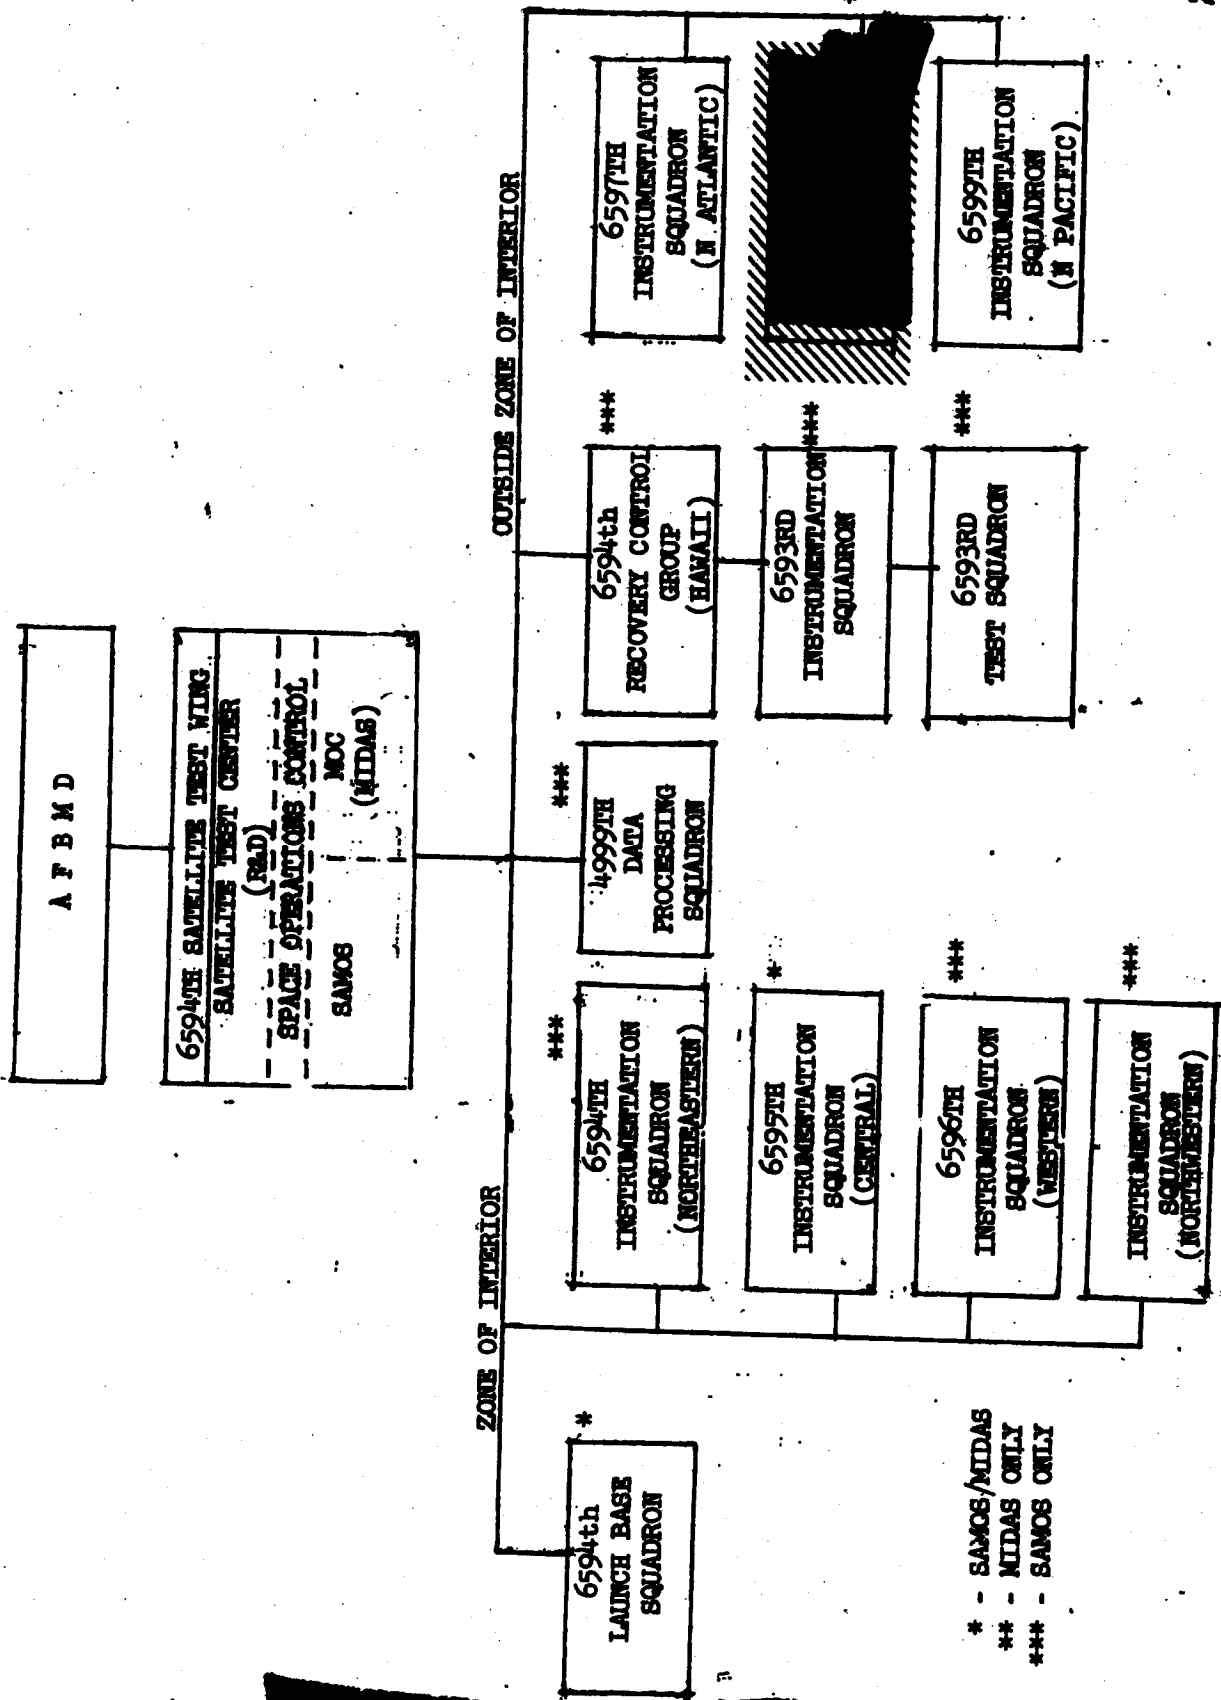 A F B M D
6594TH SATELLITE TEST WING
SATELLITE TEST CENTER
(R&D)
SPACE OPERATIONS CONTROL
SAMOS
MOC
(MIDAS)
ZONE OF INTERIOR
OUTSIDE ZONE OF INTERIOR
6594th *
LAUNCH BASE
SQUADRON
***
6594TH
INSTRUMENTATION
SQUADRON
(NORTHEASTERN)
*
6595TH
INSTRUMENTATION
SQUADRON
(CENTRAL)
***
6596TH
INSTRUMENTATION
SQUADRON
(WESTERN)
***
INSTRUMENTATION
SQUADRON
(NORTHWESTERN)
***
4999TH
DATA
PROCESSING
SQUADRON
6594th ***
RECOVERY CONTROL
GROUP
(HAWAII)
6593RD
INSTRUMENTATION ***
SQUADRON
6593RD ***
TEST SQUADRON
6597TH
INSTRUMENTATION
SQUADRON
(N ATLANTIC)
6599TH
INSTRUMENTATION
SQUADRON
(N PACIFIC)
* - SAMOS/MIDAS
** - MIDAS ONLY
*** - SAMOS ONLY